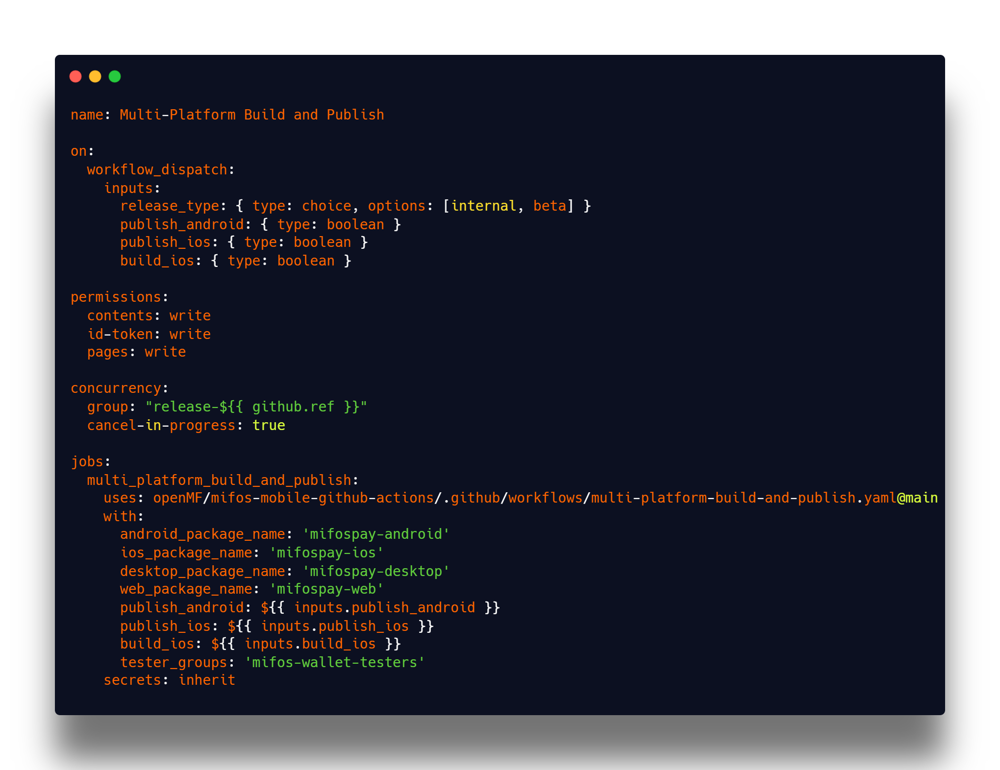 name: Multi-Platform Build and Publish

on:
  workflow_dispatch:
    inputs:
      release_type: { type: choice, options: [internal, beta] }
      publish_android: { type: boolean }
      publish_ios: { type: boolean }
      build_ios: { type: boolean }

permissions:
  contents: write
  id-token: write
  pages: write

concurrency:
  group: "release-${{ github.ref }}"
  cancel-in-progress: true

jobs:
  multi_platform_build_and_publish:
    uses: openMF/mifos-mobile-github-actions/.github/workflows/multi-platform-build-and-publish.yaml@main
    with:
      android_package_name: 'mifospay-android'
      ios_package_name: 'mifospay-ios'
      desktop_package_name: 'mifospay-desktop'
      web_package_name: 'mifospay-web'
      publish_android: ${{ inputs.publish_android }}
      publish_ios: ${{ inputs.publish_ios }}
      build_ios: ${{ inputs.build_ios }}
      tester_groups: 'mifos-wallet-testers'
    secrets: inherit